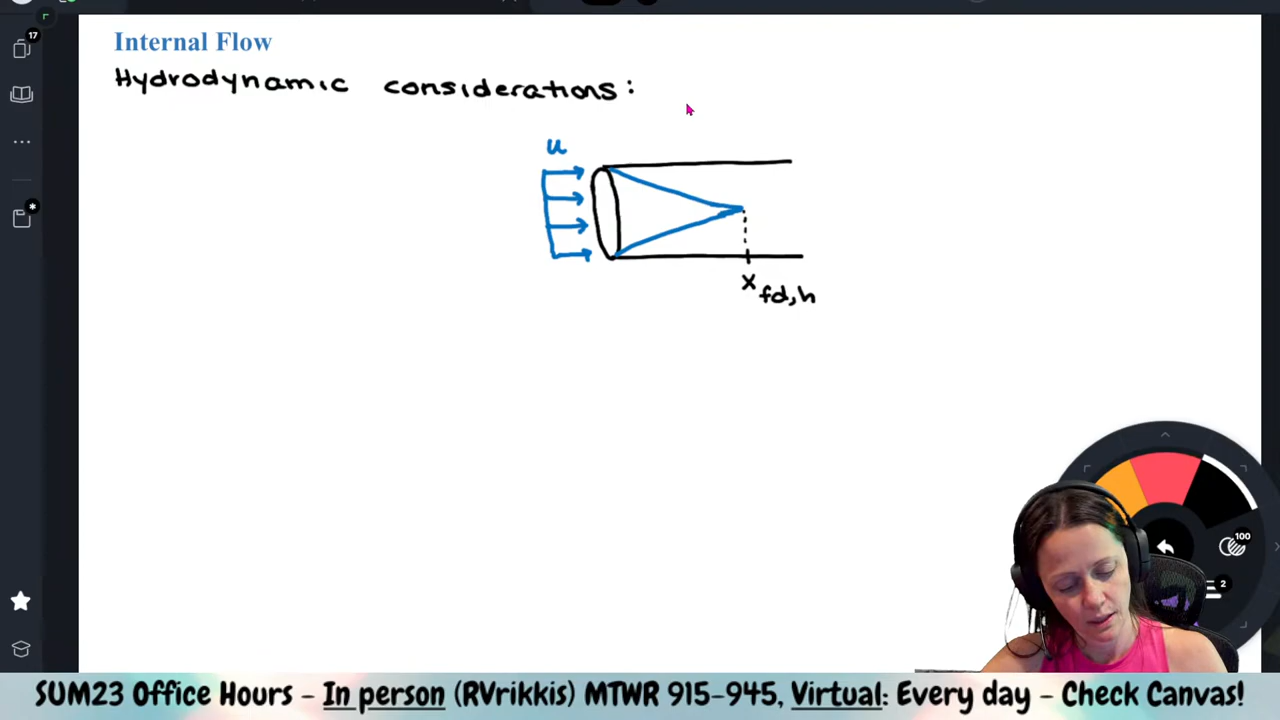 17
Internal Flow
Hydrodynamic considerations:
u
x fd,h
100
2
SUM23 Office Hours - In person (RVrikkis) MTWR 915-945, Virtual: Every day - Check Canvas!